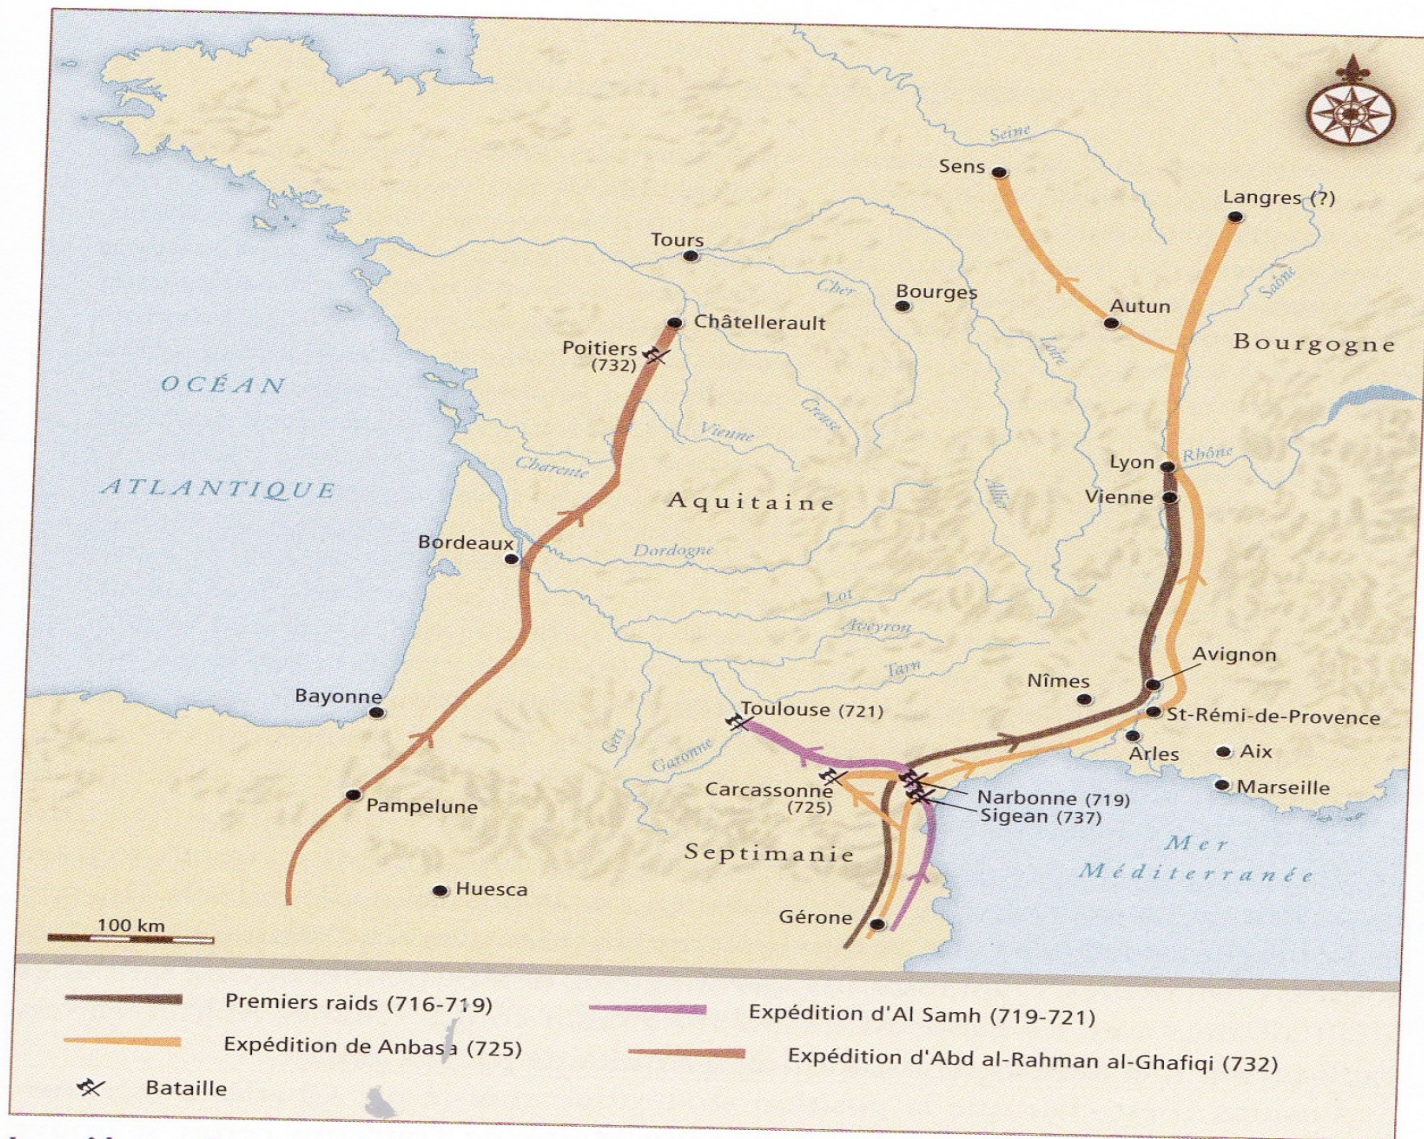 Seine
Sens
Langres (?)
Tours
Cher
Bourges
Saône
Autun
Châtellerault
Loire
Bourgogne
Poitiers
(732)
OCÉAN
Creuse
Vienne
Charente
Lyon
Rhône
ATLANTIQUE
Aquitaine
Allier
Vienne
Bordeaux
Dordogne
Lot
Aveyron
Tarn
Avignon
Nîmes
Bayonne
Toulouse (721)
St-Rémi-de-Provence
Gers
Garonne
Arles
Aix
Carcassonne
(725)
Marseille
Pampelune
Narbonne (719)
Sigean (737)
Septimanie
Mer
Méditerranée
Huesca
Gérone
100 km
Premiers raids (716-719)
Expédition d'Al Samh (719-721)
Expédition de Anbasa (725)
Expédition d'Abd al-Rahman al-Ghafiqi (732)
Bataille